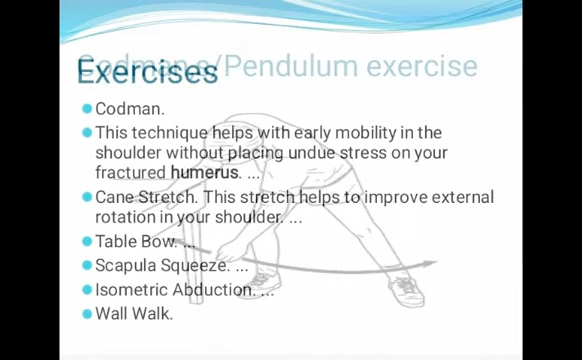 Codman's/Pendulum exercise
Exercises
Codman.
This technique helps with early mobility in the
shoulder without placing undue stress on your
fractured humerus. ...
Cane Stretch. This stretch helps to improve external
rotation in your shoulder. ...
Table Bow. ...
Scapula Squeeze. ...
Isometric Abduction. ...
Wall Walk.